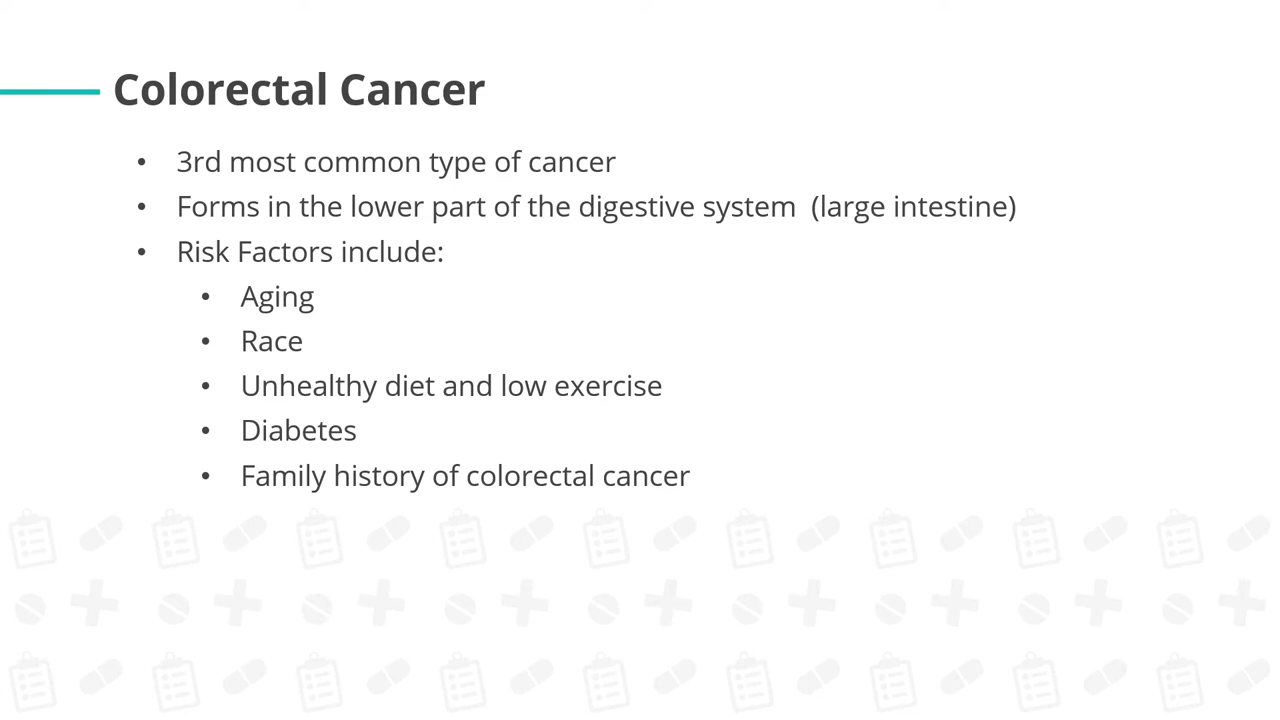 Colorectal Cancer
• 3rd most common type of cancer
• Forms in the lower part of the digestive system  (large intestine)
• Risk Factors include:
• Aging
• Race
• Unhealthy diet and low exercise
• Diabetes
• Family history of colorectal cancer